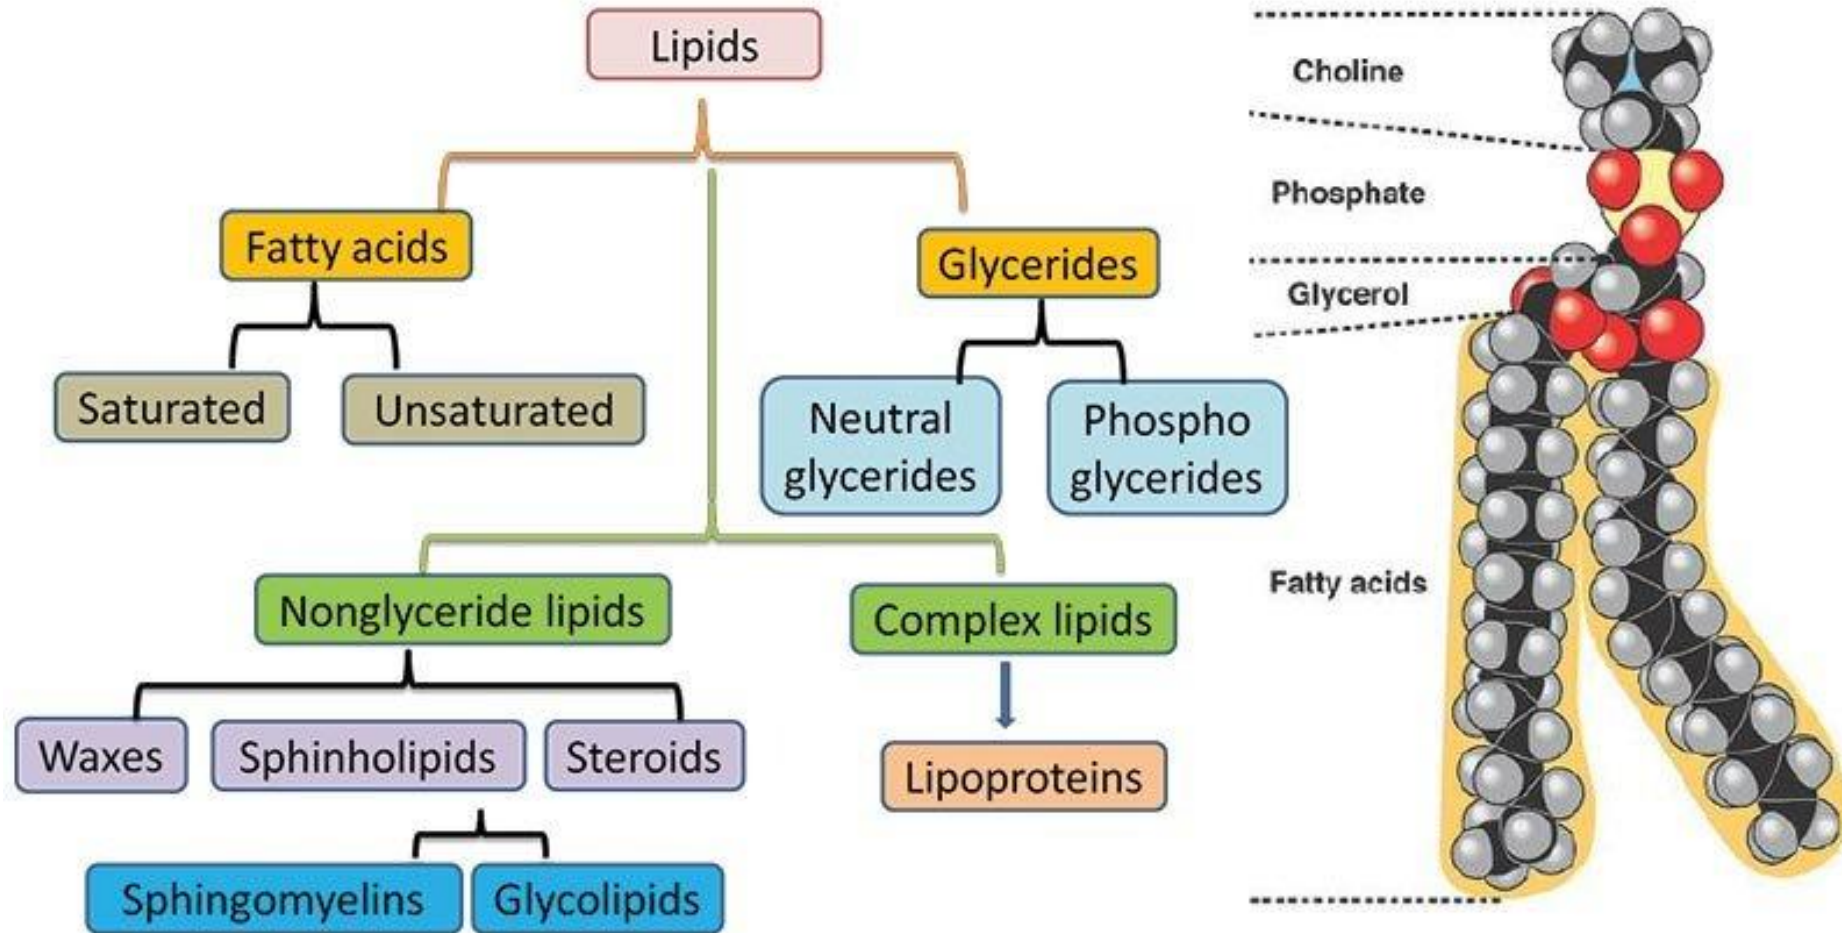 Lipids
Fatty acids
Glycerides
Saturated
Unsaturated
Neutral
glycerides
Phospho
glycerides
Nonglyceride lipids
Complex lipids
Waxes
Sphinholipids
Steroids
Lipoproteins
Sphingomyelins
Glycolipids
Choline
Phosphate
Glycerol
Fatty acids